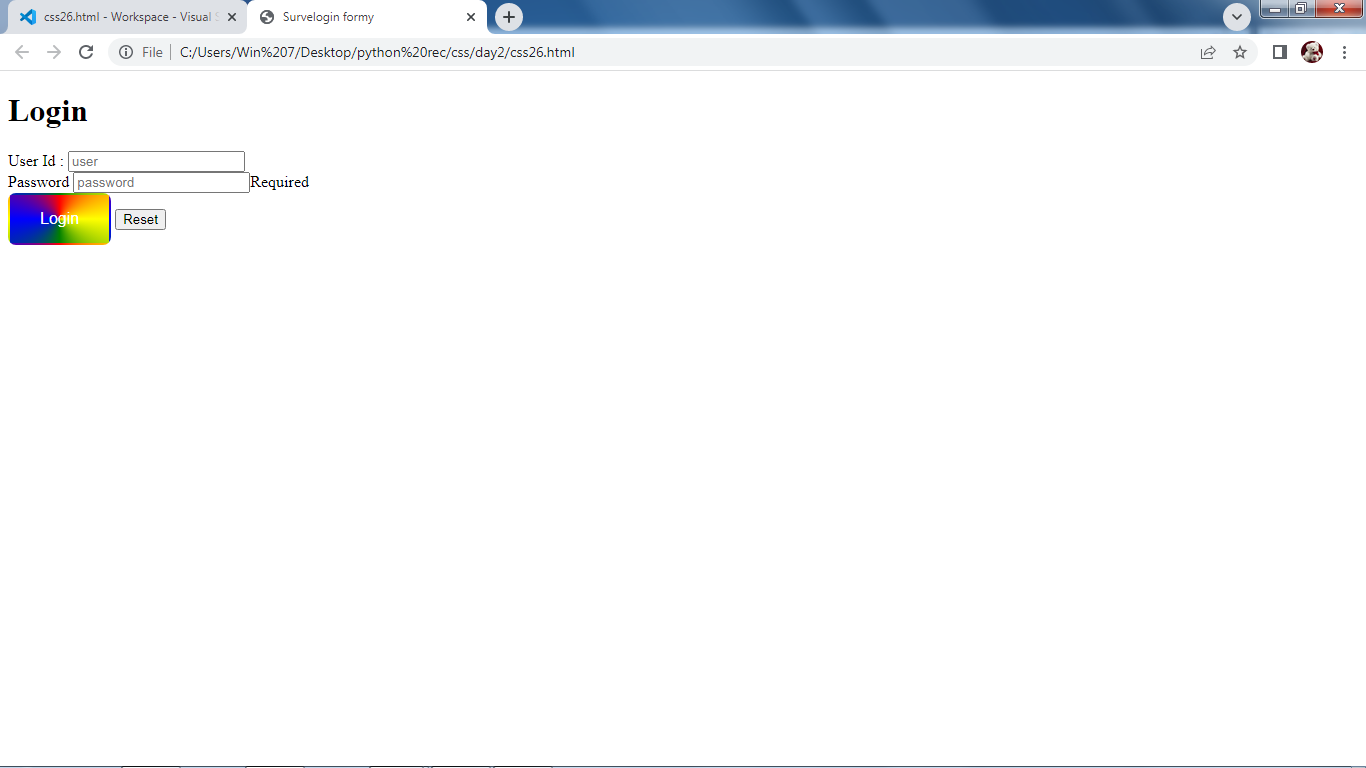 css26.html - Workspace - Visual S
Survelogin formy
File
C:/Users/Win%207/Desktop/python%20rec/css/day2/css26.html
Login
User Id : user
Password password Required
Login Reset